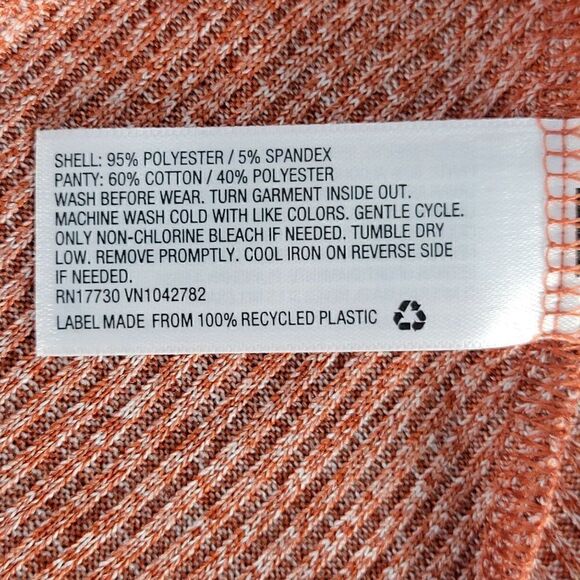 SHELL: 95% POLYESTER / 5% SPANDEX
PANTY: 60% COTTON / 40% POLYESTER
WASH BEFORE WEAR. TURN GARMENT INSIDE OUT.
MACHINE WASH COLD WITH LIKE COLORS. GENTLE CYCLE.
ONLY NON-CHLORINE BLEACH IF NEEDED. TUMBLE DRY
LOW. REMOVE PROMPTLY. COOL IRON ON REVERSE SIDE
IF NEEDED.
RN17730 VN1042782
LABEL MADE FROM 100% RECYCLED PLASTIC